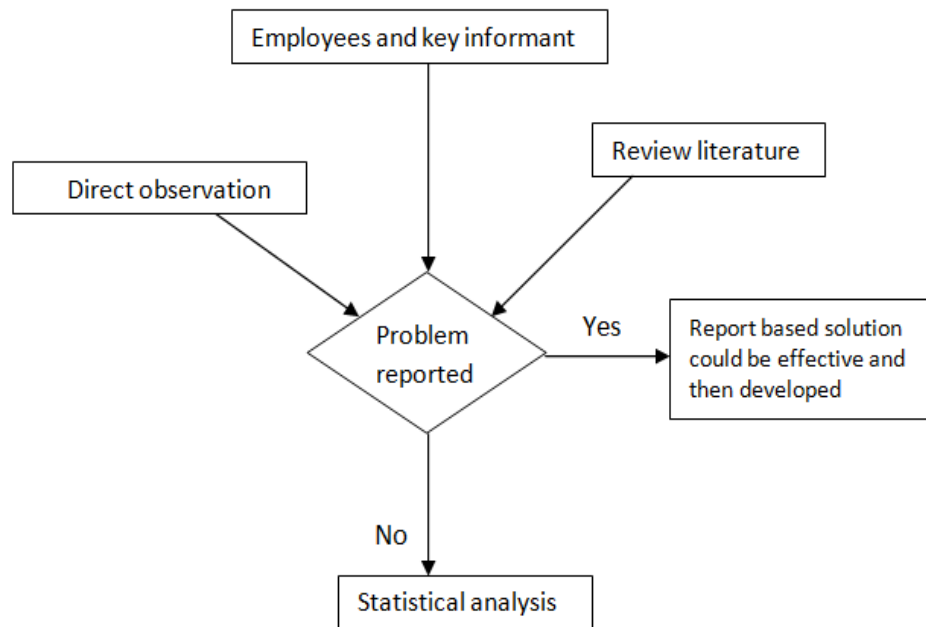 Employees and key informant
Review literature
Direct observation
Problem
reported
Yes
Report based solution
could be effective and
then developed
No
Statistical analysis